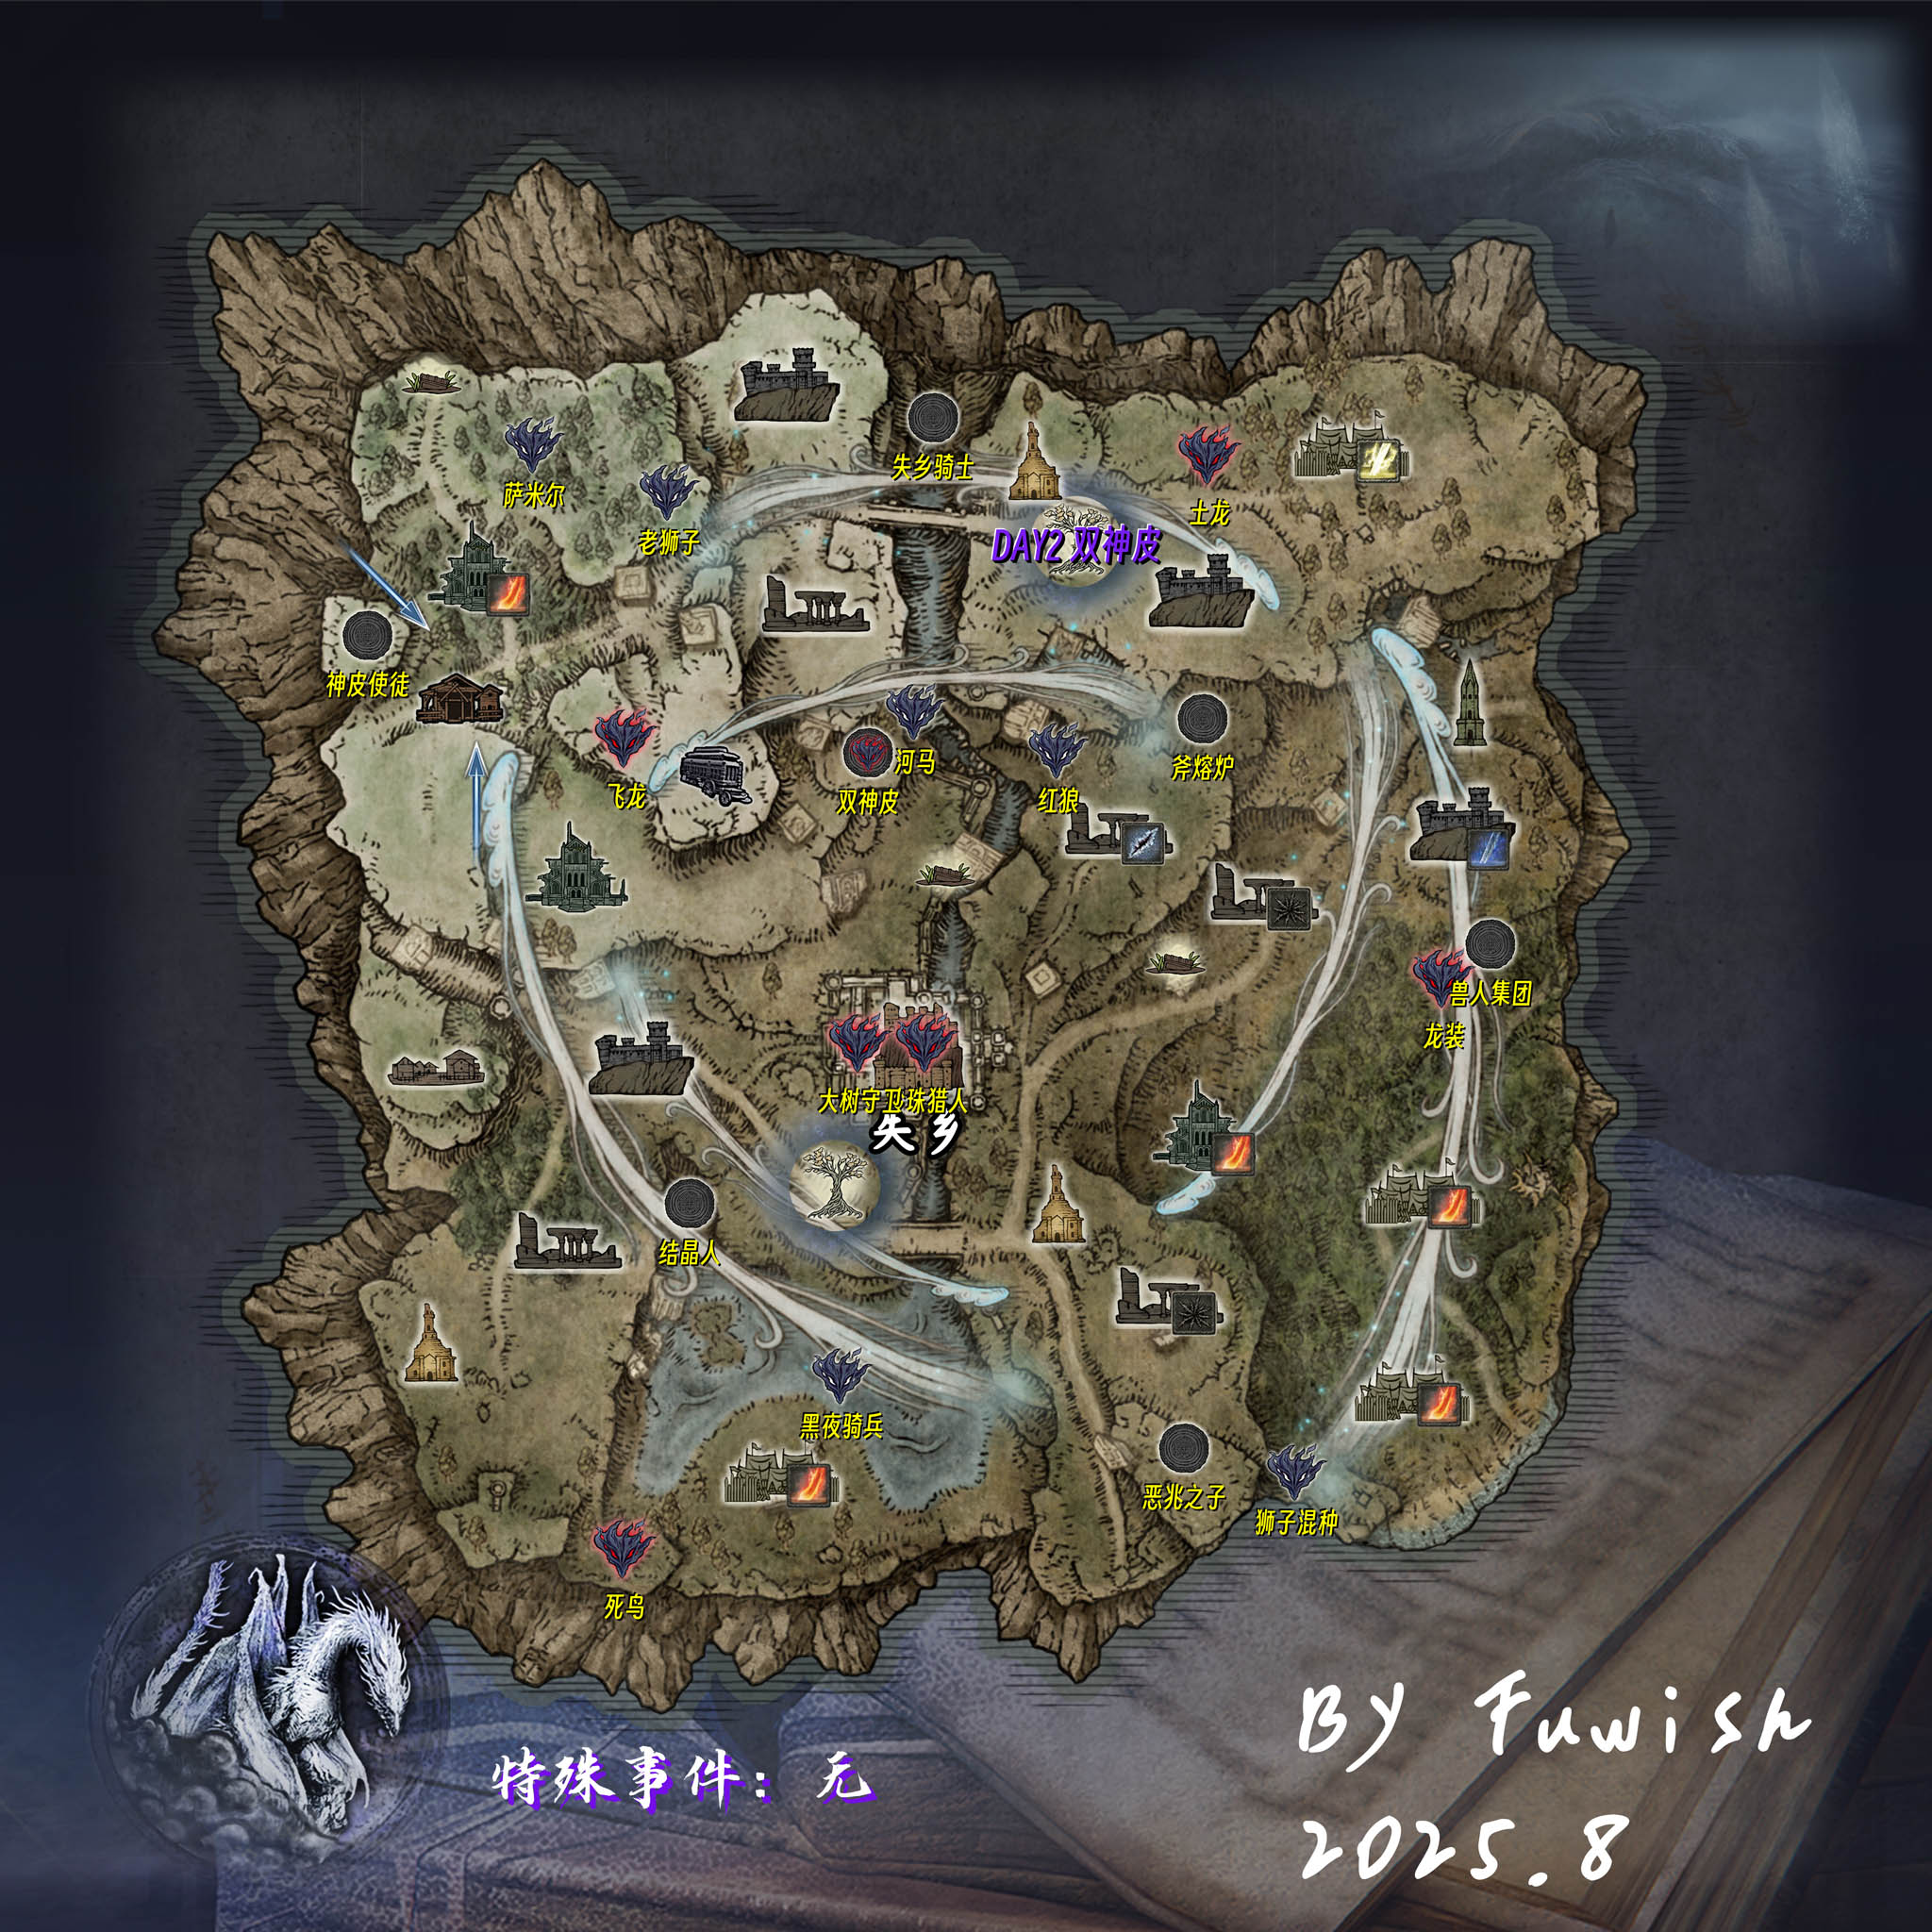 失乡骑士
萨米尔
土龙
老狮子
DAY2 双神皮
神皮使徒
河马
斧熔炉
飞龙
双神皮
红狼
兽人集团
龙装
大树守卫
珠猎人
失乡
结晶人
黑夜骑兵
恶兆之子
狮子混种
死鸟
特殊事件：无
By Fuwish
2025.8